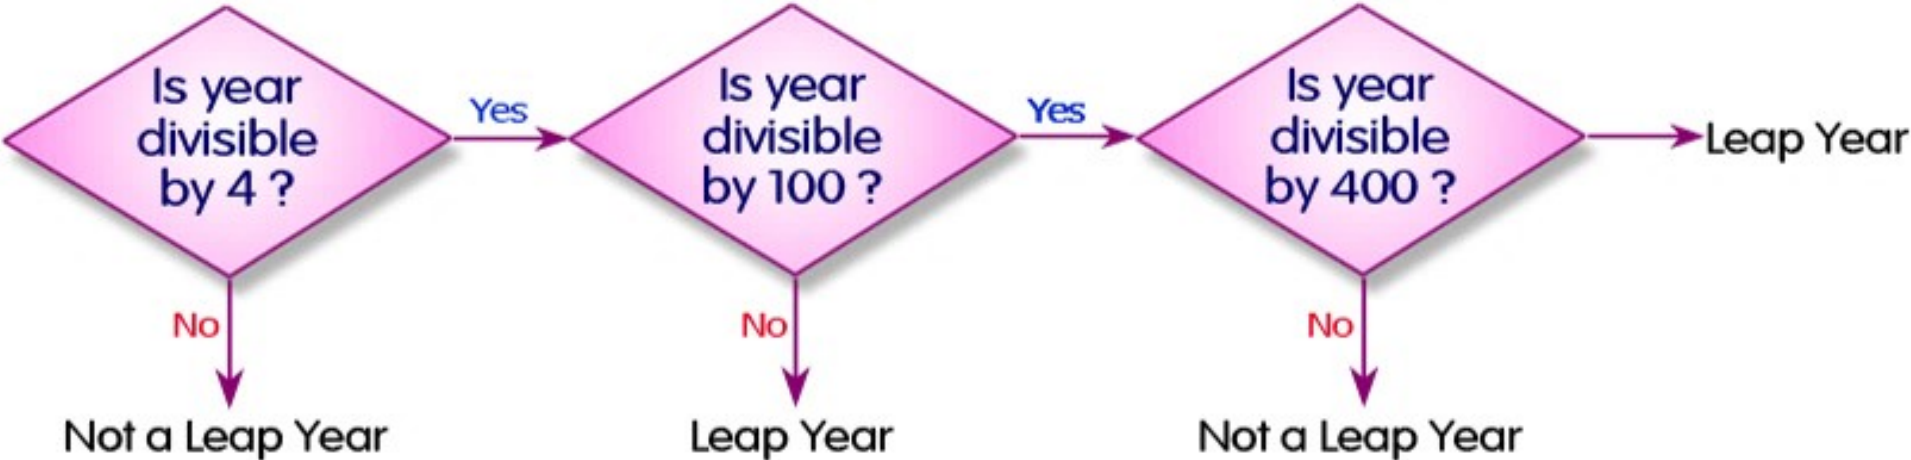 Is year
divisible
by 4 ?
Yes
Is year
divisible
by 100 ?
Yes
Is year
divisible
by 400 ?
Leap Year
No
No
No
Not a Leap Year
Leap Year
Not a Leap Year